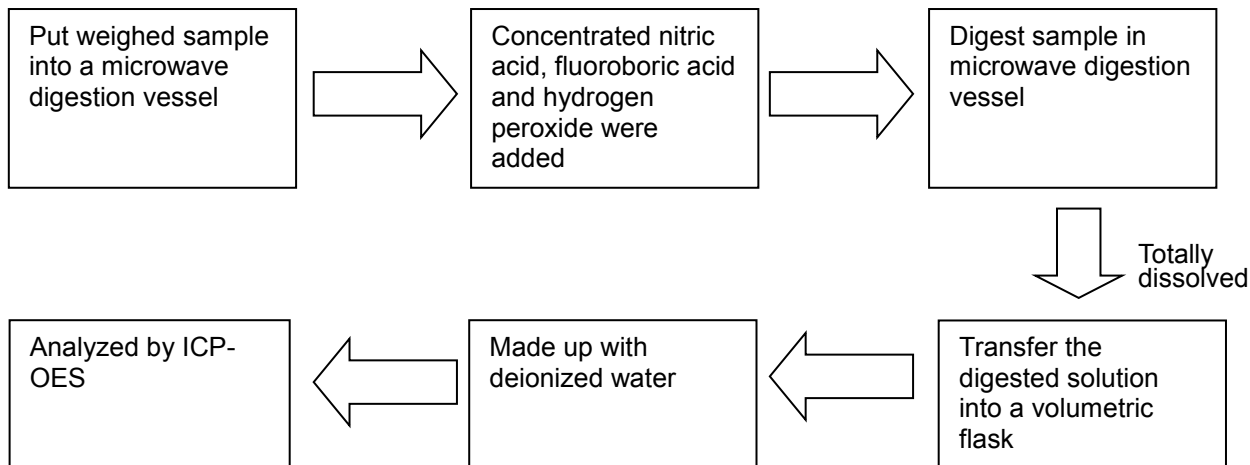 Put weighed sample
into a microwave
digestion vessel
Concentrated nitric
acid, fluoroboric acid
and hydrogen
peroxide were
added
Digest sample in
microwave digestion
vessel
Totally
dissolved
Transfer the
digested solution
into a volumetric
flask
Made up with
deionized water
Analyzed by ICP-
OES